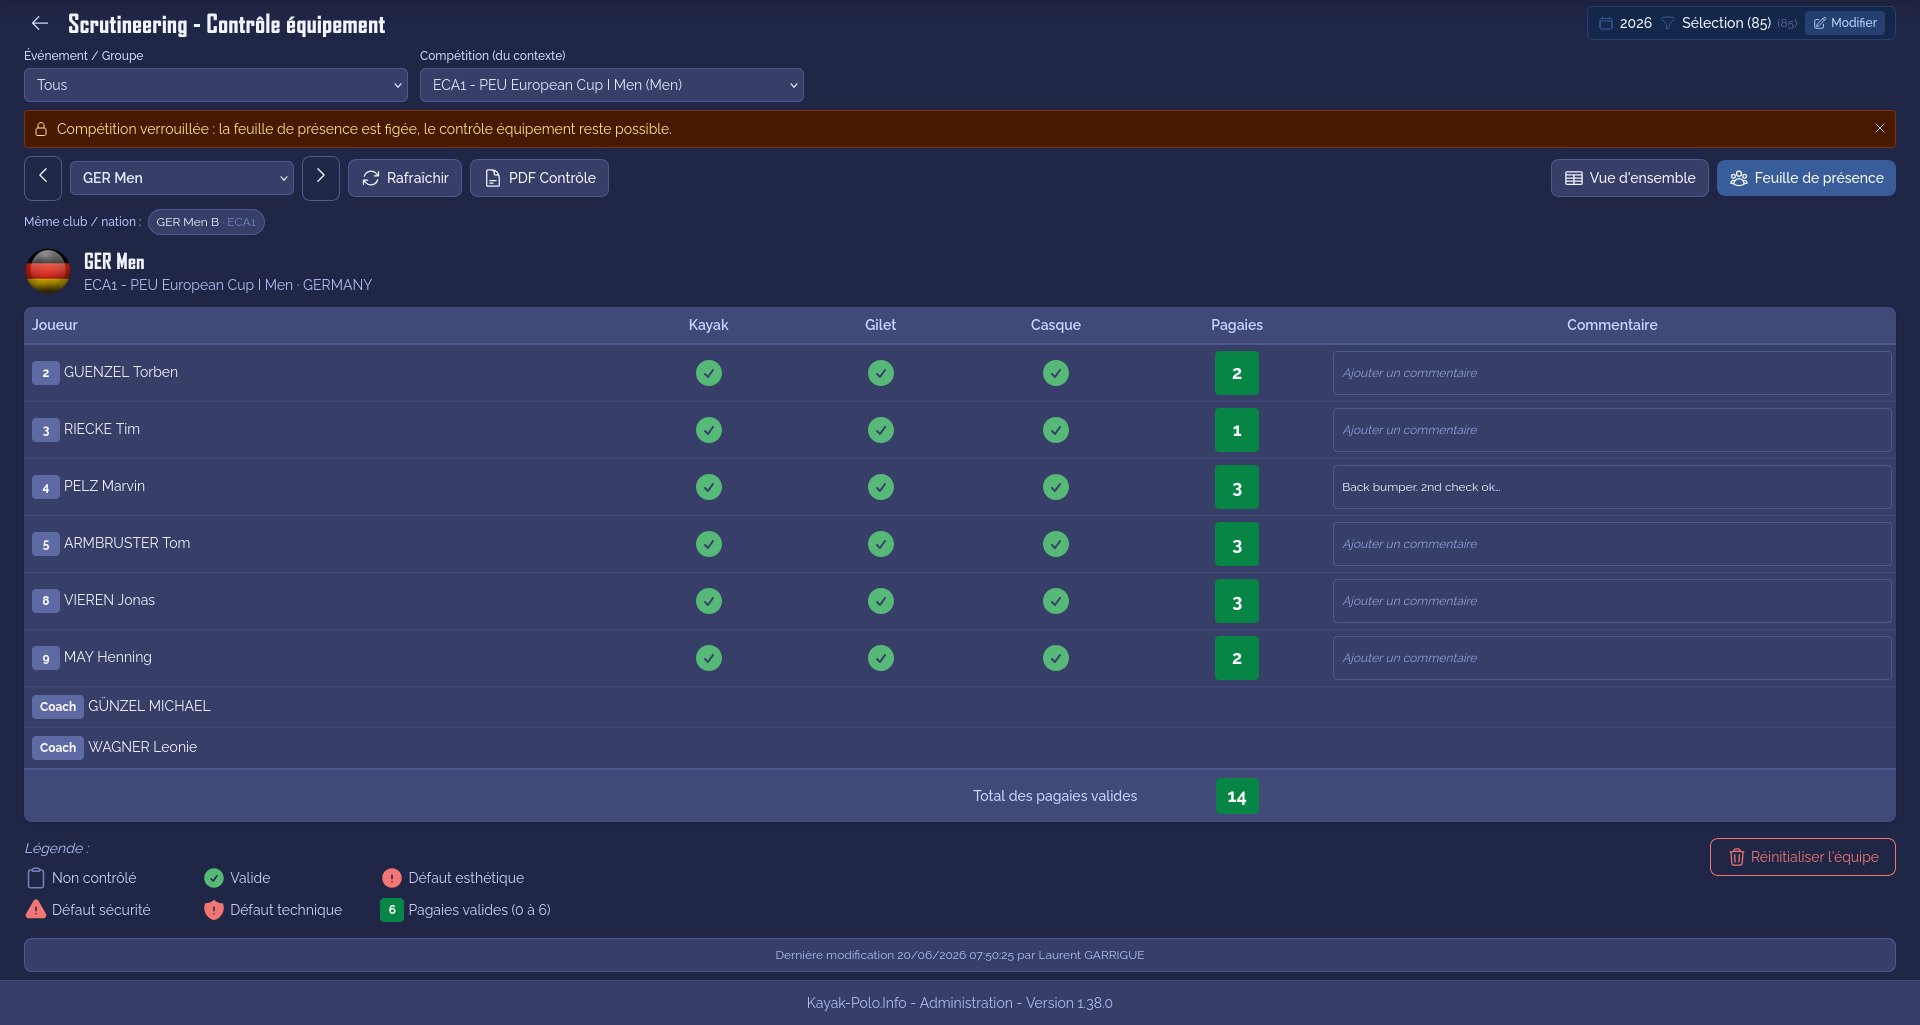 Scrutineering - Contrôle équipement
2026 Sélection (85) (85) Modifier
Événement / Groupe
Compétition (du contexte)
Tous
ECA1 - PEU European Cup I Men (Men)
Compétition verrouillée : la feuille de présence est figée, le contrôle équipement reste possible.
GER Men
Rafraîchir
PDF Contrôle
Vue d'ensemble
Feuille de présence
Même club / nation : GER Men B · ECA1
GER Men
ECA1 - PEU European Cup I Men · GERMANY
Joueur Kayak Gilet Casque Pagaies Commentaire
2 GUENZEL Torben 2 Ajouter un commentaire
3 RIECKE Tim 1 Ajouter un commentaire
4 PELZ Marvin 3 Back bumper. 2nd check ok...
5 ARMBRUSTER Tom 3 Ajouter un commentaire
8 VIEREN Jonas 3 Ajouter un commentaire
9 MAY Henning 2 Ajouter un commentaire
Coach GÜNZEL MICHAEL
Coach WAGNER Leonie
Total des pagaies valides 14
Légende :
Non contrôlé Valide Défaut esthétique
Défaut sécurité Défaut technique 6 Pagaies valides (0 à 6)
Réinitialiser l'équipe
Dernière modification 20/06/2026 07:50:25 par Laurent GARRIGUE
Kayak-Polo.Info - Administration - Version 1.38.0